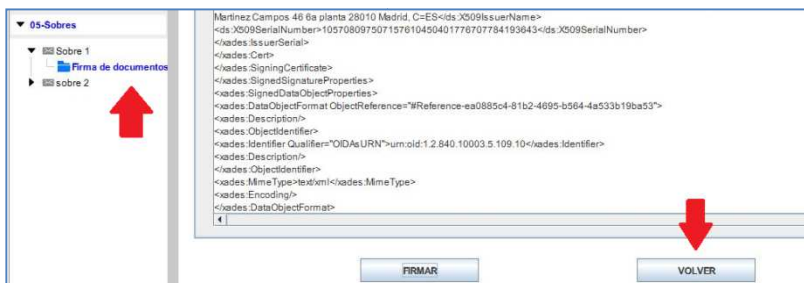 05-Sobres
Sobre 1
Firma de documentos
sobre 2
Martinez Campos 46 6a planta 28010 Madrid, C=ES</ds:X509IssuerName>
<ds:X509SerialNumber>105708097507157610450401776707784193643</ds:X509SerialNumber>
</xades:IssuerSerial>
</xades:Cert>
</xades:SigningCertificate>
</xades:SignedSignatureProperties>
<xades:SignedDataObjectProperties>
<xades:DataObjectFormat ObjectReference="#Reference-ea0885c4-81b2-4695-b564-4a533b19ba53">
<xades:Description/>
<xades:ObjectIdentifier>
<xades:Identifier Qualifier="OIDAsURN">urn:oid:1.2.840.10003.5.109.10</xades:Identifier>
<xades:Description/>
</xades:ObjectIdentifier>
<xades:MimeType>text/xml</xades:MimeType>
<xades:Encoding/>
</xades:DataObjectFormat>
FIRMAR
VOLVER